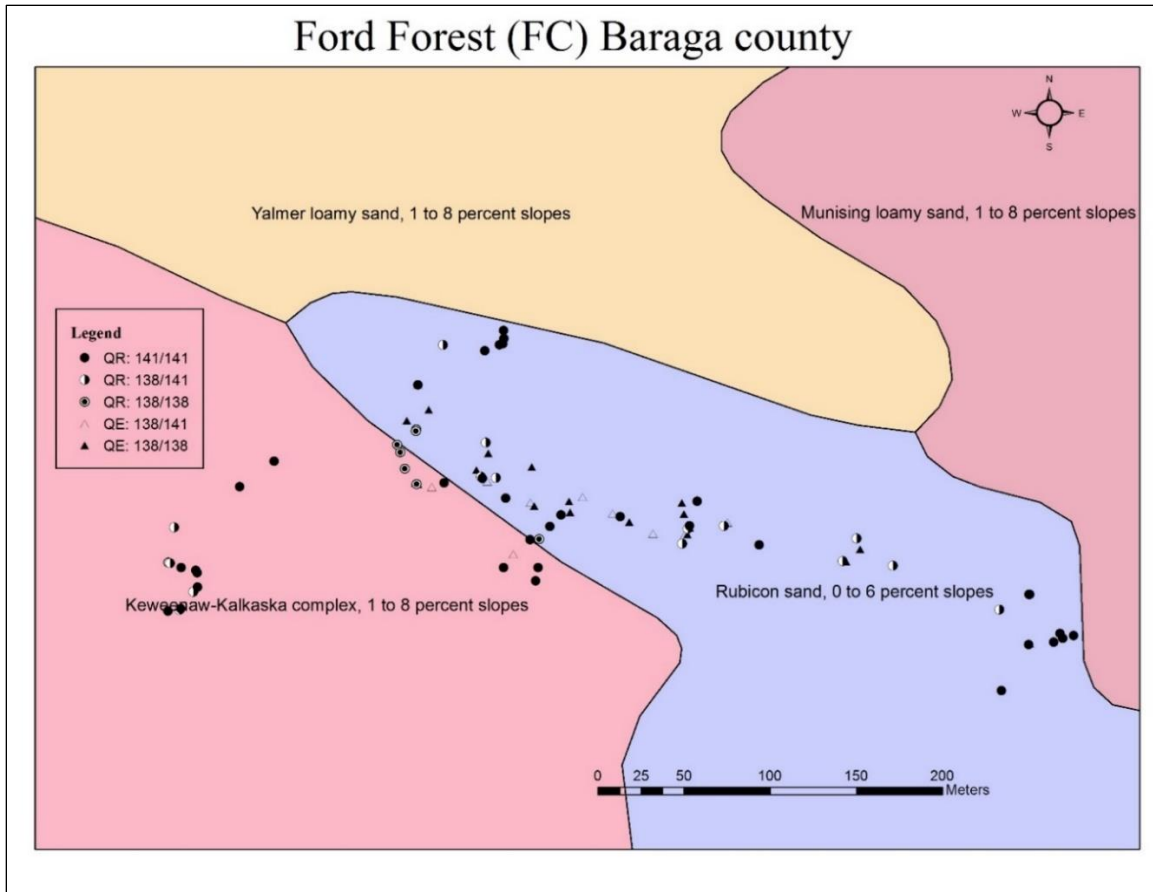 Ford Forest (FC) Baraga county
N
W E
S
Yalmer loamy sand, 1 to 8 percent slopes
Munising loamy sand, 1 to 8 percent slopes
Legend
QR: 141/141
QR: 138/141
QR: 138/138
QE: 138/141
QE: 138/138
Keweenaw-Kalkaska complex, 1 to 8 percent slopes
Rubicon sand, 0 to 6 percent slopes
0 25 50 100 150 200
Meters